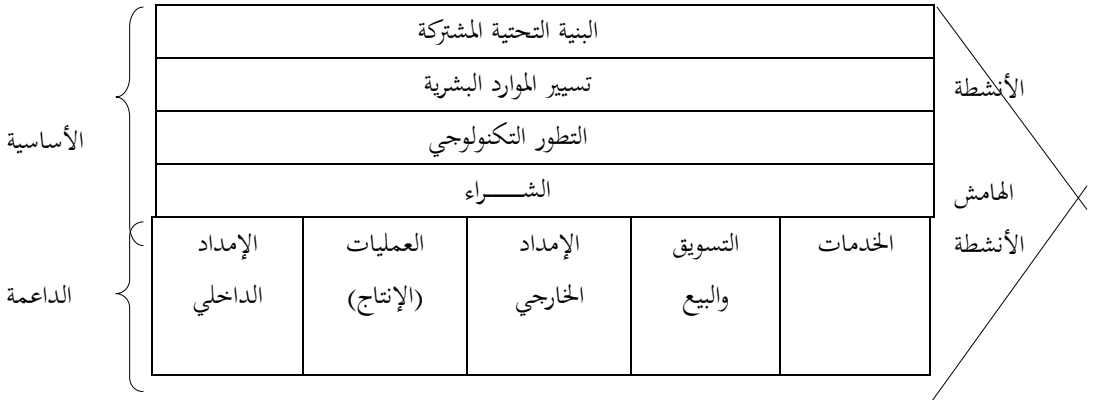 البنية التحتية المشتركة
تسيير الموارد البشرية
الأنشطة
التطور التكنولوجي
الأساسية
الشـــــراء
الهامش
الأنشطة
الخدمات
التسويق
والبيع
الإمداد
الخارجي
العمليات
(الإنتاج)
الإمداد
الداخلي
الداعمة